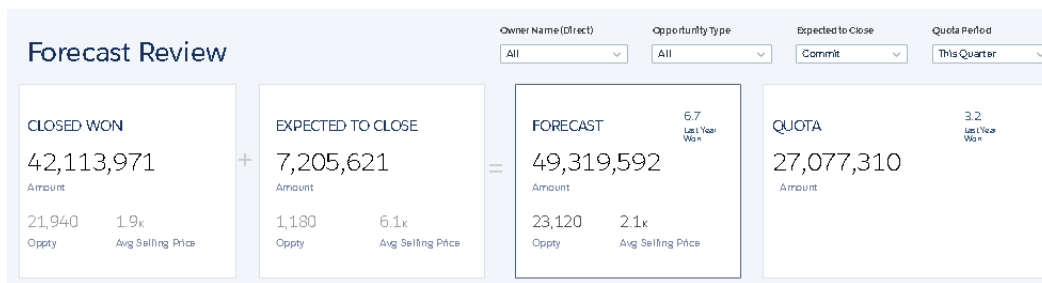 Forecast Review
Owner Name (Direct)
All
Opportunity Type
All
Expected to Close
Commit
Quota Period
This Quarter
CLOSED WON
42,113,971
Amount
21,940
Oppty
1.9K
Avg Selling Price
+
EXPECTED TO CLOSE
7,205,621
Amount
1,180
Oppty
6.1K
Avg Selling Price
=
FORECAST
6.7
Last Year
Won
49,319,592
Amount
23,120
Oppty
2.1K
Avg Selling Price
QUOTA
3.2
Last Year
Won
27,077,310
Amount